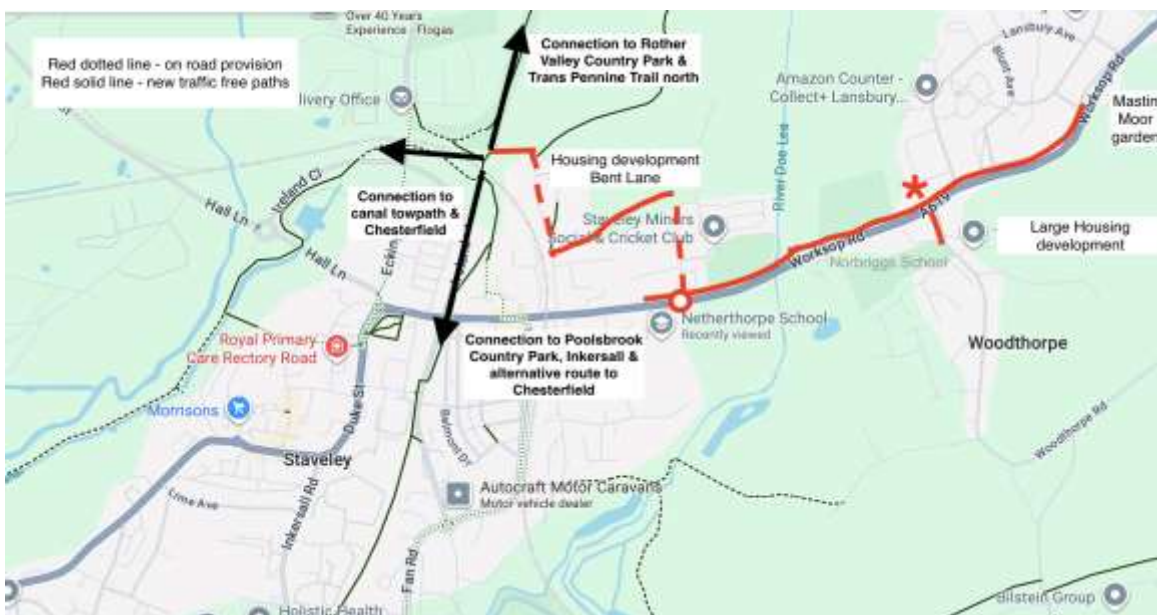 Over 40 Years
Experience - Flogas
Red dotted line - on road provision
Red solid line - new traffic free paths
Connection to Rother
Valley Country Park &
Trans Pennine Trail north
livery Office
Lansbury Ave
Blunt Ave
Amazon Counter -
Collect+ Lansbury...
Worksop Rd
Mastin
Moor
garden
River Doe Lea
Housing development
Bent Lane
Ireland Cl
Hall Ln
Connection to
canal towpath &
Chesterfield
Staveley Miners
Social & Cricket Club
A619
Large Housing
development
Hall Ln
Worksop Rd
Norbriggs School
Royal Primary
Care Rectory Road
Netherthorpe School
Recently viewed
Connection to Poolsbrook
Country Park, Inkersall &
alternative route to
Chesterfield
Woodthorpe
Morrisons
Duke St
Belmont Dr
Woodthorpe Rd
Staveley
Lime Ave
Inkersall Rd
Autocraft Motor Caravans
Motor vehicle dealer
Fan Rd
Holistic Health
Bilstein Group